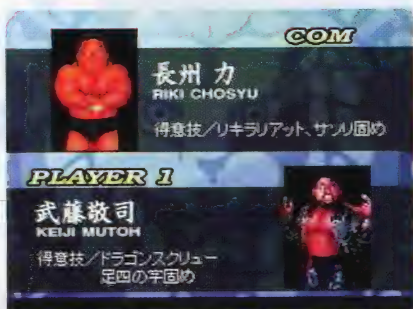 COM
長州 力
RIKI CHOSYU
得意技/リキラリアット、サソリ固め
PLAYER 1
武藤敬司
KEIJI MUTOH
得意技/ドラゴンスクリュー
足四の字固め